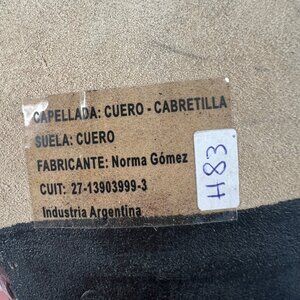 CAPELLADA: CUERO - CABRETILLA
SUELA: CUERO
FABRICANTE: Norma Gómez
CUIT: 27-13903999-3
Industria Argentina
H83